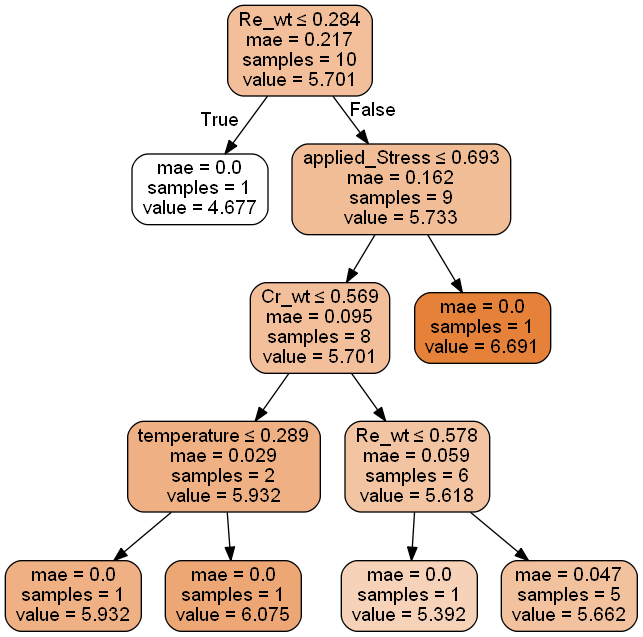 Re_wt ≤ 0.284
mae = 0.217
samples = 10
value = 5.701
True
False
mae = 0.0
samples = 1
value = 4.677
applied_Stress ≤ 0.693
mae = 0.162
samples = 9
value = 5.733
Cr_wt ≤ 0.569
mae = 0.095
samples = 8
value = 5.701
mae = 0.0
samples = 1
value = 6.691
temperature ≤ 0.289
mae = 0.029
samples = 2
value = 5.932
Re_wt ≤ 0.578
mae = 0.059
samples = 6
value = 5.618
mae = 0.0
samples = 1
value = 5.932
mae = 0.0
samples = 1
value = 6.075
mae = 0.0
samples = 1
value = 5.392
mae = 0.047
samples = 5
value = 5.662